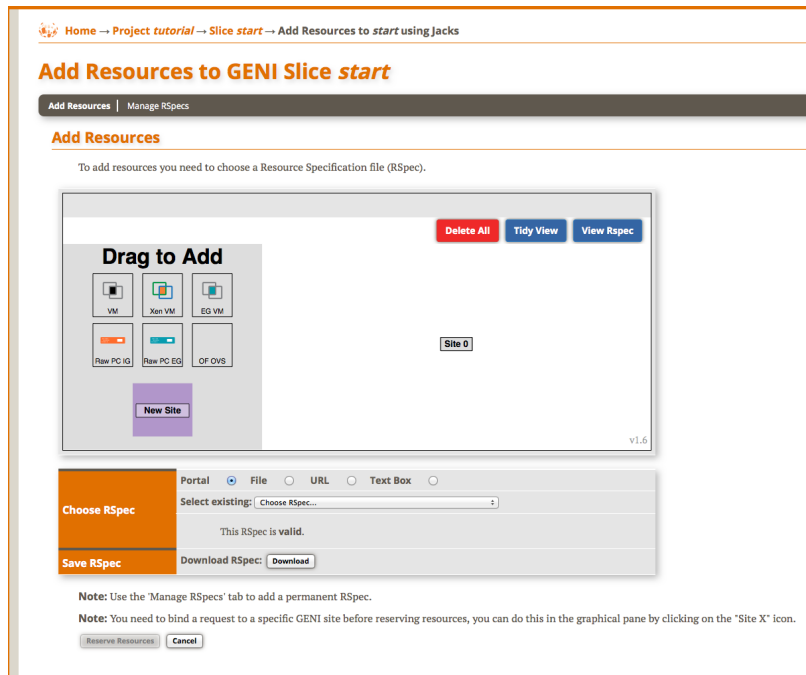 Home → Project tutorial → Slice start → Add Resources to start using Jacks
Add Resources to GENI Slice start
Add Resources | Manage RSpecs
Add Resources
To add resources you need to choose a Resource Specification file (RSpec).
Delete All Tidy View View Rspec
Drag to Add
VM Xen VM EG VM
Raw PC IG Raw PC EG OF OVS
Site 0
New Site
v1.6
Choose RSpec
Portal File URL Text Box
Select existing: Choose RSpec...
This RSpec is valid.
Save RSpec
Download RSpec: Download
Note: Use the 'Manage RSpecs' tab to add a permanent RSpec.
Note: You need to bind a request to a specific GENI site before reserving resources, you can do this in the graphical pane by clicking on the "Site X" icon.
Reserve Resources Cancel